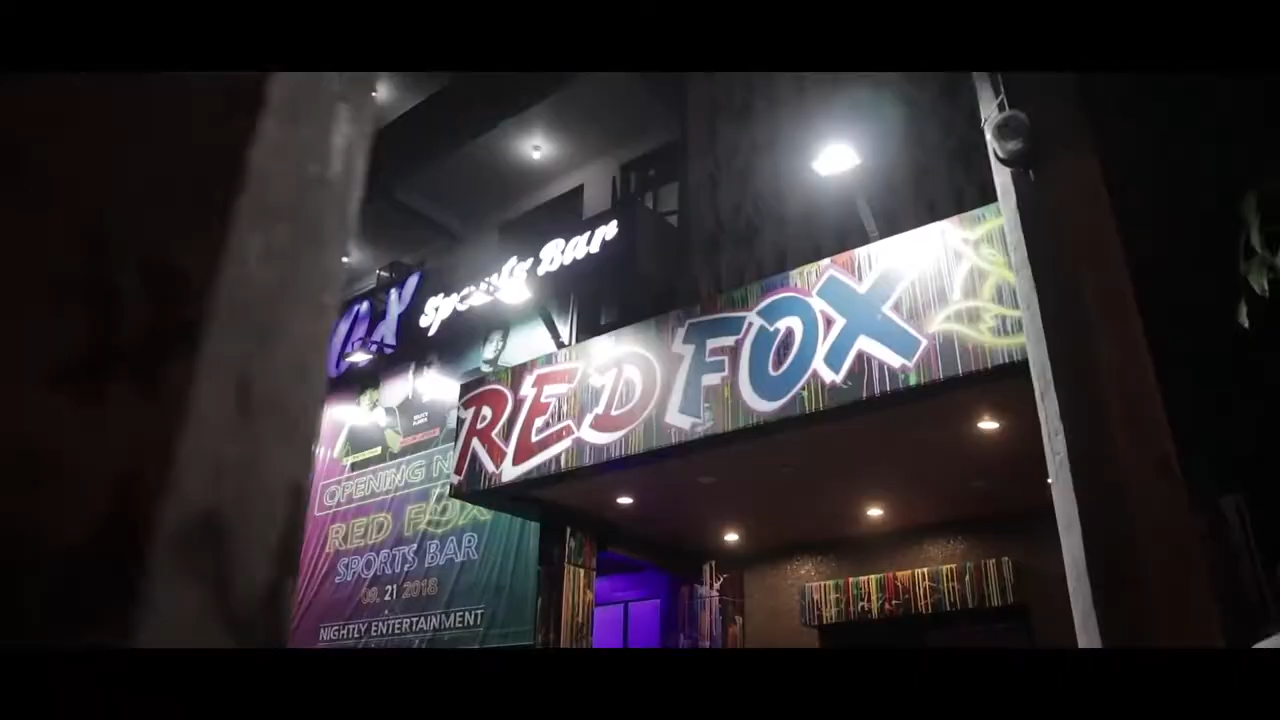 Sports Bar
RED FOX
OPENING N
RED FOX
SPORTS BAR
09. 21 2018
NIGHTLY ENTERTAINMENT